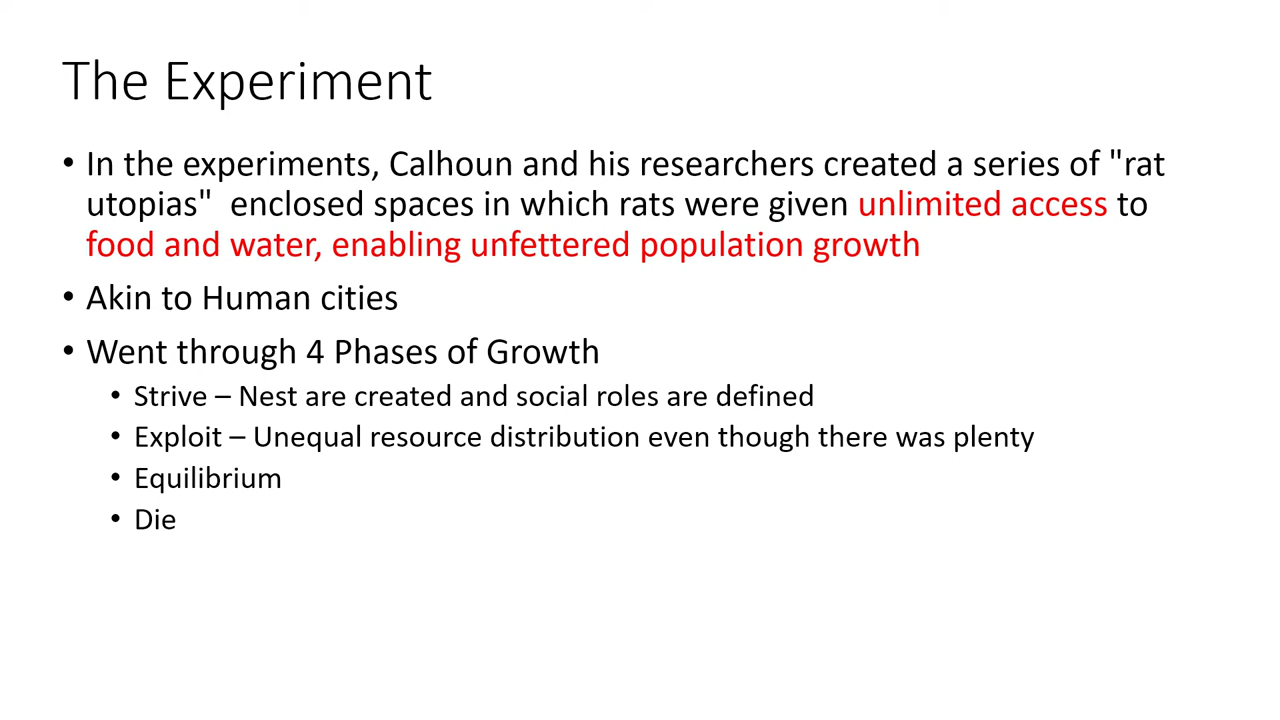 The Experiment
• In the experiments, Calhoun and his researchers created a series of "rat
utopias"  enclosed spaces in which rats were given unlimited access to
food and water, enabling unfettered population growth
• Akin to Human cities
• Went through 4 Phases of Growth
• Strive – Nest are created and social roles are defined
• Exploit – Unequal resource distribution even though there was plenty
• Equilibrium
• Die